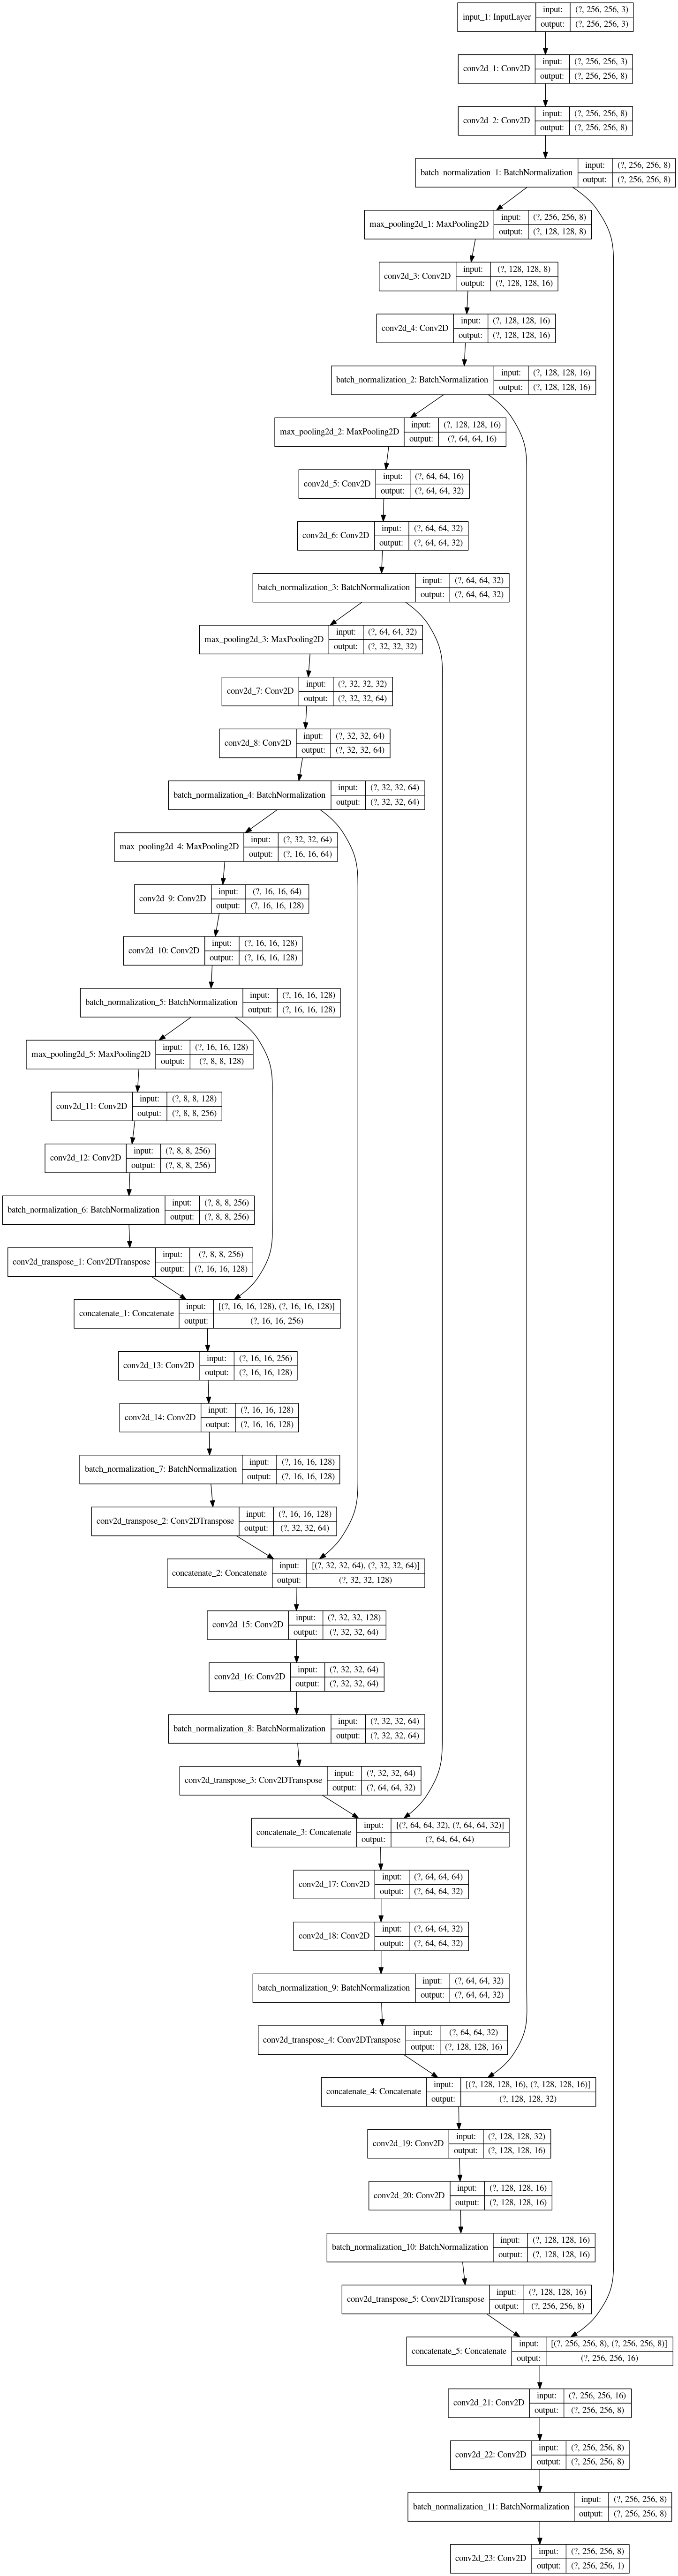 input_1: InputLayer
input: (?, 256, 256, 3)
output: (?, 256, 256, 3)
conv2d_1: Conv2D
input: (?, 256, 256, 3)
output: (?, 256, 256, 8)
conv2d_2: Conv2D
input: (?, 256, 256, 8)
output: (?, 256, 256, 8)
batch_normalization_1: BatchNormalization
input: (?, 256, 256, 8)
output: (?, 256, 256, 8)
max_pooling2d_1: MaxPooling2D
input: (?, 256, 256, 8)
output: (?, 128, 128, 8)
conv2d_3: Conv2D
input: (?, 128, 128, 8)
output: (?, 128, 128, 16)
conv2d_4: Conv2D
input: (?, 128, 128, 16)
output: (?, 128, 128, 16)
batch_normalization_2: BatchNormalization
input: (?, 128, 128, 16)
output: (?, 128, 128, 16)
max_pooling2d_2: MaxPooling2D
input: (?, 128, 128, 16)
output: (?, 64, 64, 16)
conv2d_5: Conv2D
input: (?, 64, 64, 16)
output: (?, 64, 64, 32)
conv2d_6: Conv2D
input: (?, 64, 64, 32)
output: (?, 64, 64, 32)
batch_normalization_3: BatchNormalization
input: (?, 64, 64, 32)
output: (?, 64, 64, 32)
max_pooling2d_3: MaxPooling2D
input: (?, 64, 64, 32)
output: (?, 32, 32, 32)
conv2d_7: Conv2D
input: (?, 32, 32, 32)
output: (?, 32, 32, 64)
conv2d_8: Conv2D
input: (?, 32, 32, 64)
output: (?, 32, 32, 64)
batch_normalization_4: BatchNormalization
input: (?, 32, 32, 64)
output: (?, 32, 32, 64)
max_pooling2d_4: MaxPooling2D
input: (?, 32, 32, 64)
output: (?, 16, 16, 64)
conv2d_9: Conv2D
input: (?, 16, 16, 64)
output: (?, 16, 16, 128)
conv2d_10: Conv2D
input: (?, 16, 16, 128)
output: (?, 16, 16, 128)
batch_normalization_5: BatchNormalization
input: (?, 16, 16, 128)
output: (?, 16, 16, 128)
max_pooling2d_5: MaxPooling2D
input: (?, 16, 16, 128)
output: (?, 8, 8, 128)
conv2d_11: Conv2D
input: (?, 8, 8, 128)
output: (?, 8, 8, 256)
conv2d_12: Conv2D
input: (?, 8, 8, 256)
output: (?, 8, 8, 256)
batch_normalization_6: BatchNormalization
input: (?, 8, 8, 256)
output: (?, 8, 8, 256)
conv2d_transpose_1: Conv2DTranspose
input: (?, 8, 8, 256)
output: (?, 16, 16, 128)
concatenate_1: Concatenate
input: [(?, 16, 16, 128), (?, 16, 16, 128)]
output: (?, 16, 16, 256)
conv2d_13: Conv2D
input: (?, 16, 16, 256)
output: (?, 16, 16, 128)
conv2d_14: Conv2D
input: (?, 16, 16, 128)
output: (?, 16, 16, 128)
batch_normalization_7: BatchNormalization
input: (?, 16, 16, 128)
output: (?, 16, 16, 128)
conv2d_transpose_2: Conv2DTranspose
input: (?, 16, 16, 128)
output: (?, 32, 32, 64)
concatenate_2: Concatenate
input: [(?, 32, 32, 64), (?, 32, 32, 64)]
output: (?, 32, 32, 128)
conv2d_15: Conv2D
input: (?, 32, 32, 128)
output: (?, 32, 32, 64)
conv2d_16: Conv2D
input: (?, 32, 32, 64)
output: (?, 32, 32, 64)
batch_normalization_8: BatchNormalization
input: (?, 32, 32, 64)
output: (?, 32, 32, 64)
conv2d_transpose_3: Conv2DTranspose
input: (?, 32, 32, 64)
output: (?, 64, 64, 32)
concatenate_3: Concatenate
input: [(?, 64, 64, 32), (?, 64, 64, 32)]
output: (?, 64, 64, 64)
conv2d_17: Conv2D
input: (?, 64, 64, 64)
output: (?, 64, 64, 32)
conv2d_18: Conv2D
input: (?, 64, 64, 32)
output: (?, 64, 64, 32)
batch_normalization_9: BatchNormalization
input: (?, 64, 64, 32)
output: (?, 64, 64, 32)
conv2d_transpose_4: Conv2DTranspose
input: (?, 64, 64, 32)
output: (?, 128, 128, 16)
concatenate_4: Concatenate
input: [(?, 128, 128, 16), (?, 128, 128, 16)]
output: (?, 128, 128, 32)
conv2d_19: Conv2D
input: (?, 128, 128, 32)
output: (?, 128, 128, 16)
conv2d_20: Conv2D
input: (?, 128, 128, 16)
output: (?, 128, 128, 16)
batch_normalization_10: BatchNormalization
input: (?, 128, 128, 16)
output: (?, 128, 128, 16)
conv2d_transpose_5: Conv2DTranspose
input: (?, 128, 128, 16)
output: (?, 256, 256, 8)
concatenate_5: Concatenate
input: [(?, 256, 256, 8), (?, 256, 256, 8)]
output: (?, 256, 256, 16)
conv2d_21: Conv2D
input: (?, 256, 256, 16)
output: (?, 256, 256, 8)
conv2d_22: Conv2D
input: (?, 256, 256, 8)
output: (?, 256, 256, 8)
batch_normalization_11: BatchNormalization
input: (?, 256, 256, 8)
output: (?, 256, 256, 8)
conv2d_23: Conv2D
input: (?, 256, 256, 8)
output: (?, 256, 256, 1)